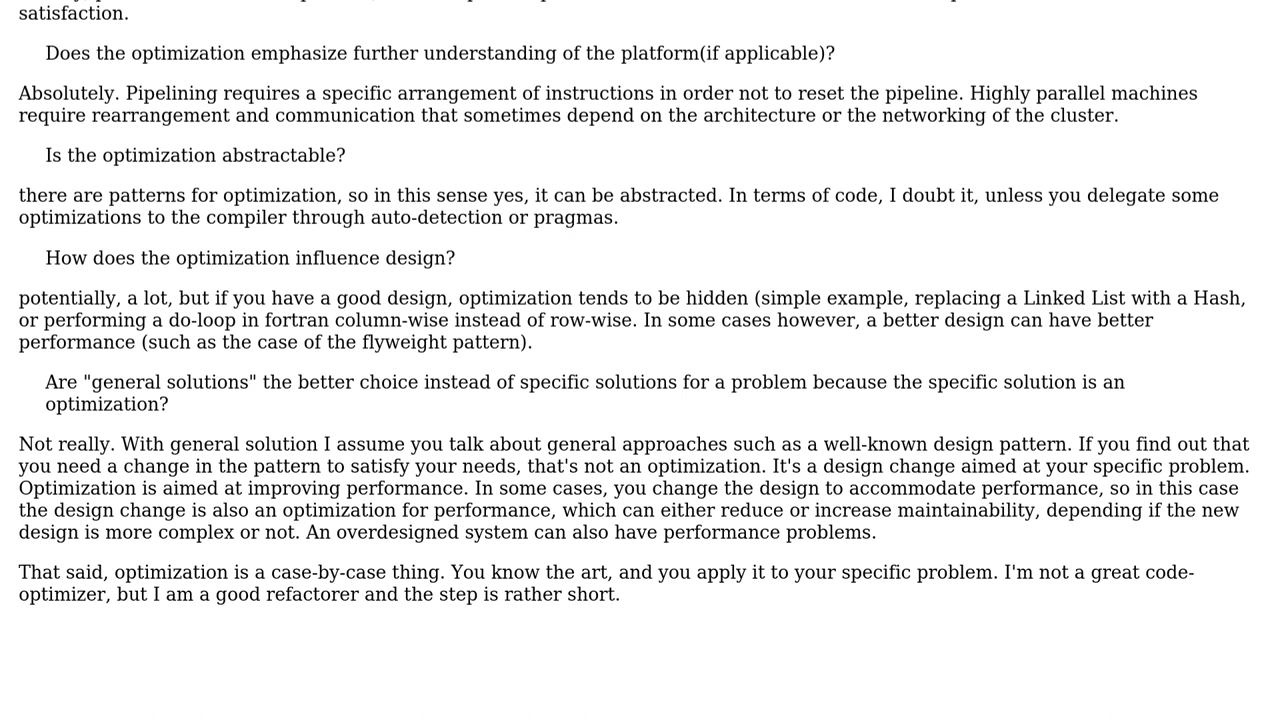 satisfaction.
Does the optimization emphasize further understanding of the platform(if applicable)?
Absolutely. Pipelining requires a specific arrangement of instructions in order not to reset the pipeline. Highly parallel machines
require rearrangement and communication that sometimes depend on the architecture or the networking of the cluster.
Is the optimization abstractable?
there are patterns for optimization, so in this sense yes, it can be abstracted. In terms of code, I doubt it, unless you delegate some
optimizations to the compiler through auto-detection or pragmas.
How does the optimization influence design?
potentially, a lot, but if you have a good design, optimization tends to be hidden (simple example, replacing a Linked List with a Hash,
or performing a do-loop in fortran column-wise instead of row-wise. In some cases however, a better design can have better
performance (such as the case of the flyweight pattern).
Are "general solutions" the better choice instead of specific solutions for a problem because the specific solution is an
optimization?
Not really. With general solution I assume you talk about general approaches such as a well-known design pattern. If you find out that
you need a change in the pattern to satisfy your needs, that's not an optimization. It's a design change aimed at your specific problem.
Optimization is aimed at improving performance. In some cases, you change the design to accommodate performance, so in this case
the design change is also an optimization for performance, which can either reduce or increase maintainability, depending if the new
design is more complex or not. An overdesigned system can also have performance problems.
That said, optimization is a case-by-case thing. You know the art, and you apply it to your specific problem. I'm not a great code-
optimizer, but I am a good refactorer and the step is rather short.